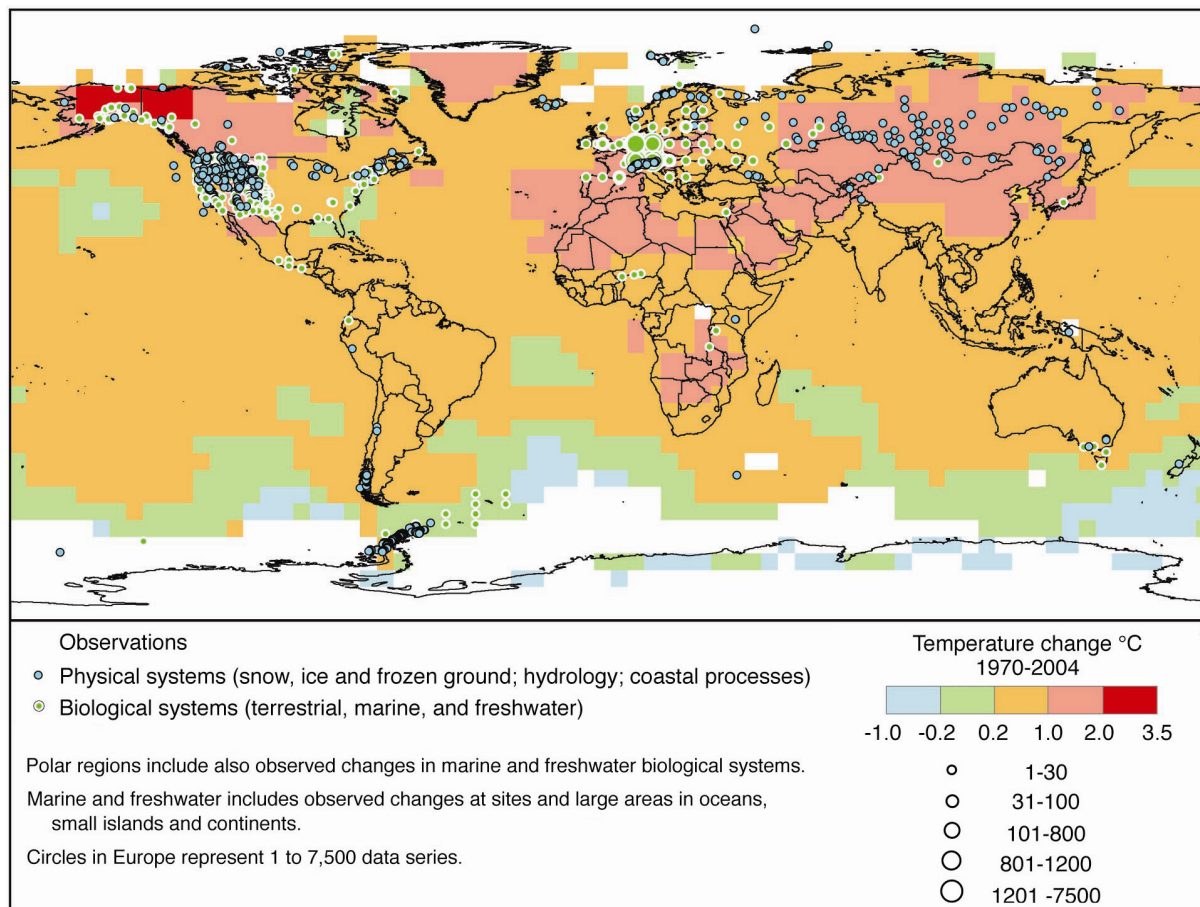 Observations
Physical systems (snow, ice and frozen ground; hydrology; coastal processes)
Biological systems (terrestrial, marine, and freshwater)
Polar regions include also observed changes in marine and freshwater biological systems.
Marine and freshwater includes observed changes at sites and large areas in oceans,
small islands and continents.
Circles in Europe represent 1 to 7,500 data series.
Temperature change °C
1970-2004
-1.0 -0.2 0.2 1.0 2.0 3.5
1-30
31-100
101-800
801-1200
1201 -7500